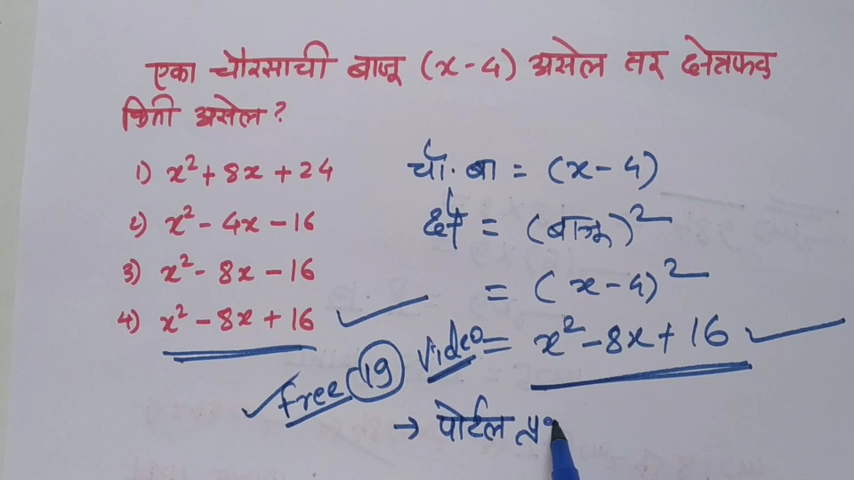 एका चौरसाची बाजू (x-4) असेल तर क्षेत्रफळ
किती असेल?
1) x²+8x+24
2) x²-4x-16
3) x²-8x-16
4) x²-8x+16
चौ. बा = (x-4)
क्षे = (बाजू)²
= (x-4)²
= x²-8x+16
Free 19 Video
→ पोर्टल